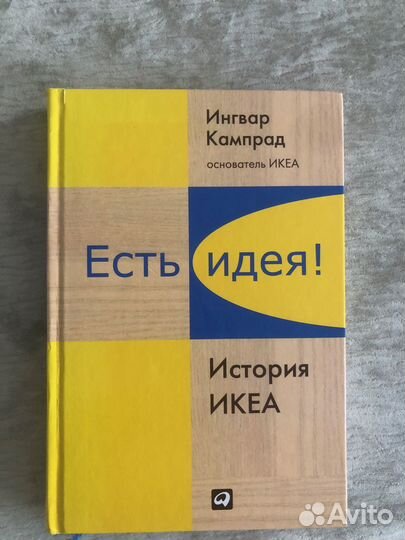 Ингвар
Кампрад
основатель ИКЕА
Есть идея!
История
ИКЕА
Avito